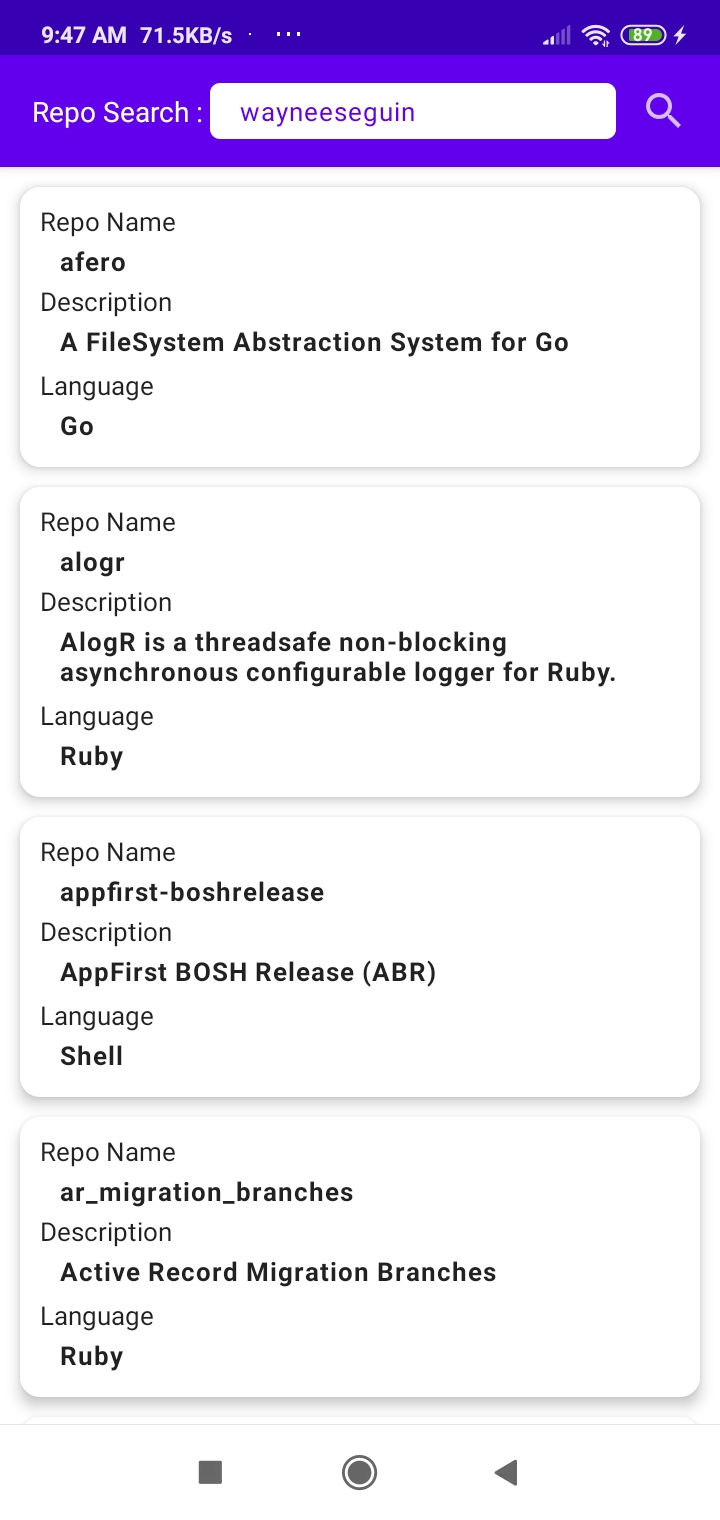 9:47 AM 71.5KB/s · ... 89
Repo Search : wayneeseguin
Repo Name
afero
Description
A FileSystem Abstraction System for Go
Language
Go
Repo Name
alogr
Description
AlogR is a threadsafe non-blocking
asynchronous configurable logger for Ruby.
Language
Ruby
Repo Name
appfirst-boshrelease
Description
AppFirst BOSH Release (ABR)
Language
Shell
Repo Name
ar_migration_branches
Description
Active Record Migration Branches
Language
Ruby